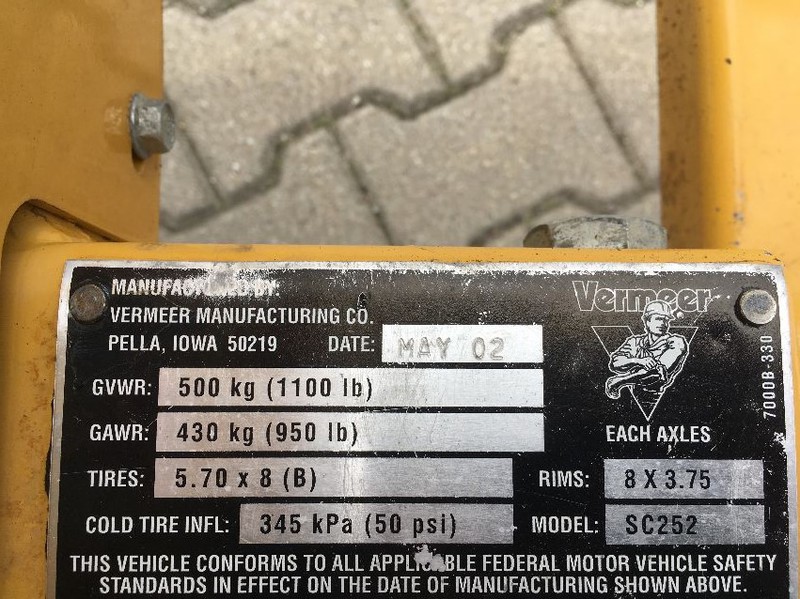 MANUFACTURED BY:
VERMEER MANUFACTURING CO.
PELLA, IOWA 50219 DATE: MAY 02
Vermeer
7000B-330
GVWR: 500 kg (1100 lb)
GAWR: 430 kg (950 lb) EACH AXLES
TIRES: 5.70 x 8 (B) RIMS: 8 X 3.75
COLD TIRE INFL: 345 kPa (50 psi) MODEL: SC252
THIS VEHICLE CONFORMS TO ALL APPLICABLE FEDERAL MOTOR VEHICLE SAFETY
STANDARDS IN EFFECT ON THE DATE OF MANUFACTURING SHOWN ABOVE.